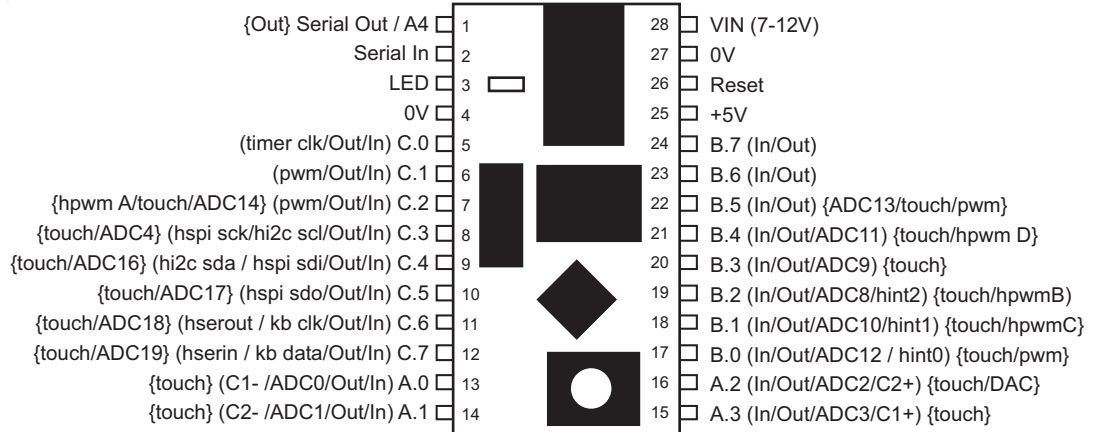 {Out} Serial Out / A4 1 28 VIN (7-12V)
Serial In 2 27 0V
LED 3 26 Reset
0V 4 25 +5V
(timer clk/Out/In) C.0 5 24 B.7 (In/Out)
(pwm/Out/In) C.1 6 23 B.6 (In/Out)
{hpwm A/touch/ADC14} (pwm/Out/In) C.2 7 22 B.5 (In/Out) {ADC13/touch/pwm}
{touch/ADC4} (hspi sck/hi2c scl/Out/In) C.3 8 21 B.4 (In/Out/ADC11) {touch/hpwm D}
{touch/ADC16} (hi2c sda / hspi sdi/Out/In) C.4 9 20 B.3 (In/Out/ADC9) {touch}
{touch/ADC17} (hspi sdo/Out/In) C.5 10 19 B.2 (In/Out/ADC8/hint2) {touch/hpwmB)
{touch/ADC18} (hserout / kb clk/Out/In) C.6 11 18 B.1 (In/Out/ADC10/hint1) {touch/hpwmC}
{touch/ADC19} (hserin / kb data/Out/In) C.7 12 17 B.0 (In/Out/ADC12 / hint0) {touch/pwm}
{touch} (C1- /ADC0/Out/In) A.0 13 16 A.2 (In/Out/ADC2/C2+) {touch/DAC}
{touch} (C2- /ADC1/Out/In) A.1 14 15 A.3 (In/Out/ADC3/C1+) {touch}